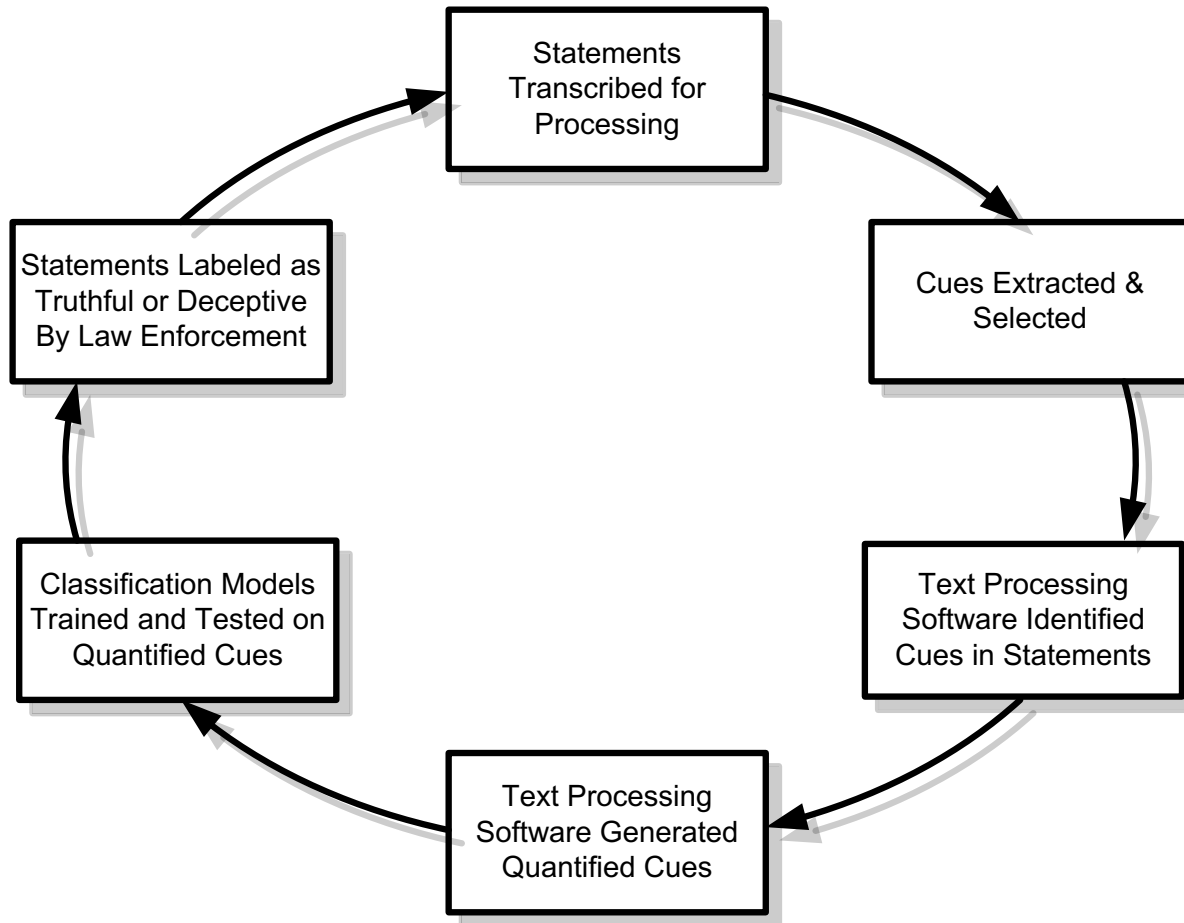 Statements
Transcribed for
Processing
Cues Extracted &
Selected
Text Processing
Software Identified
Cues in Statements
Text Processing
Software Generated
Quantified Cues
Classification Models
Trained and Tested on
Quantified Cues
Statements Labeled as
Truthful or Deceptive
By Law Enforcement